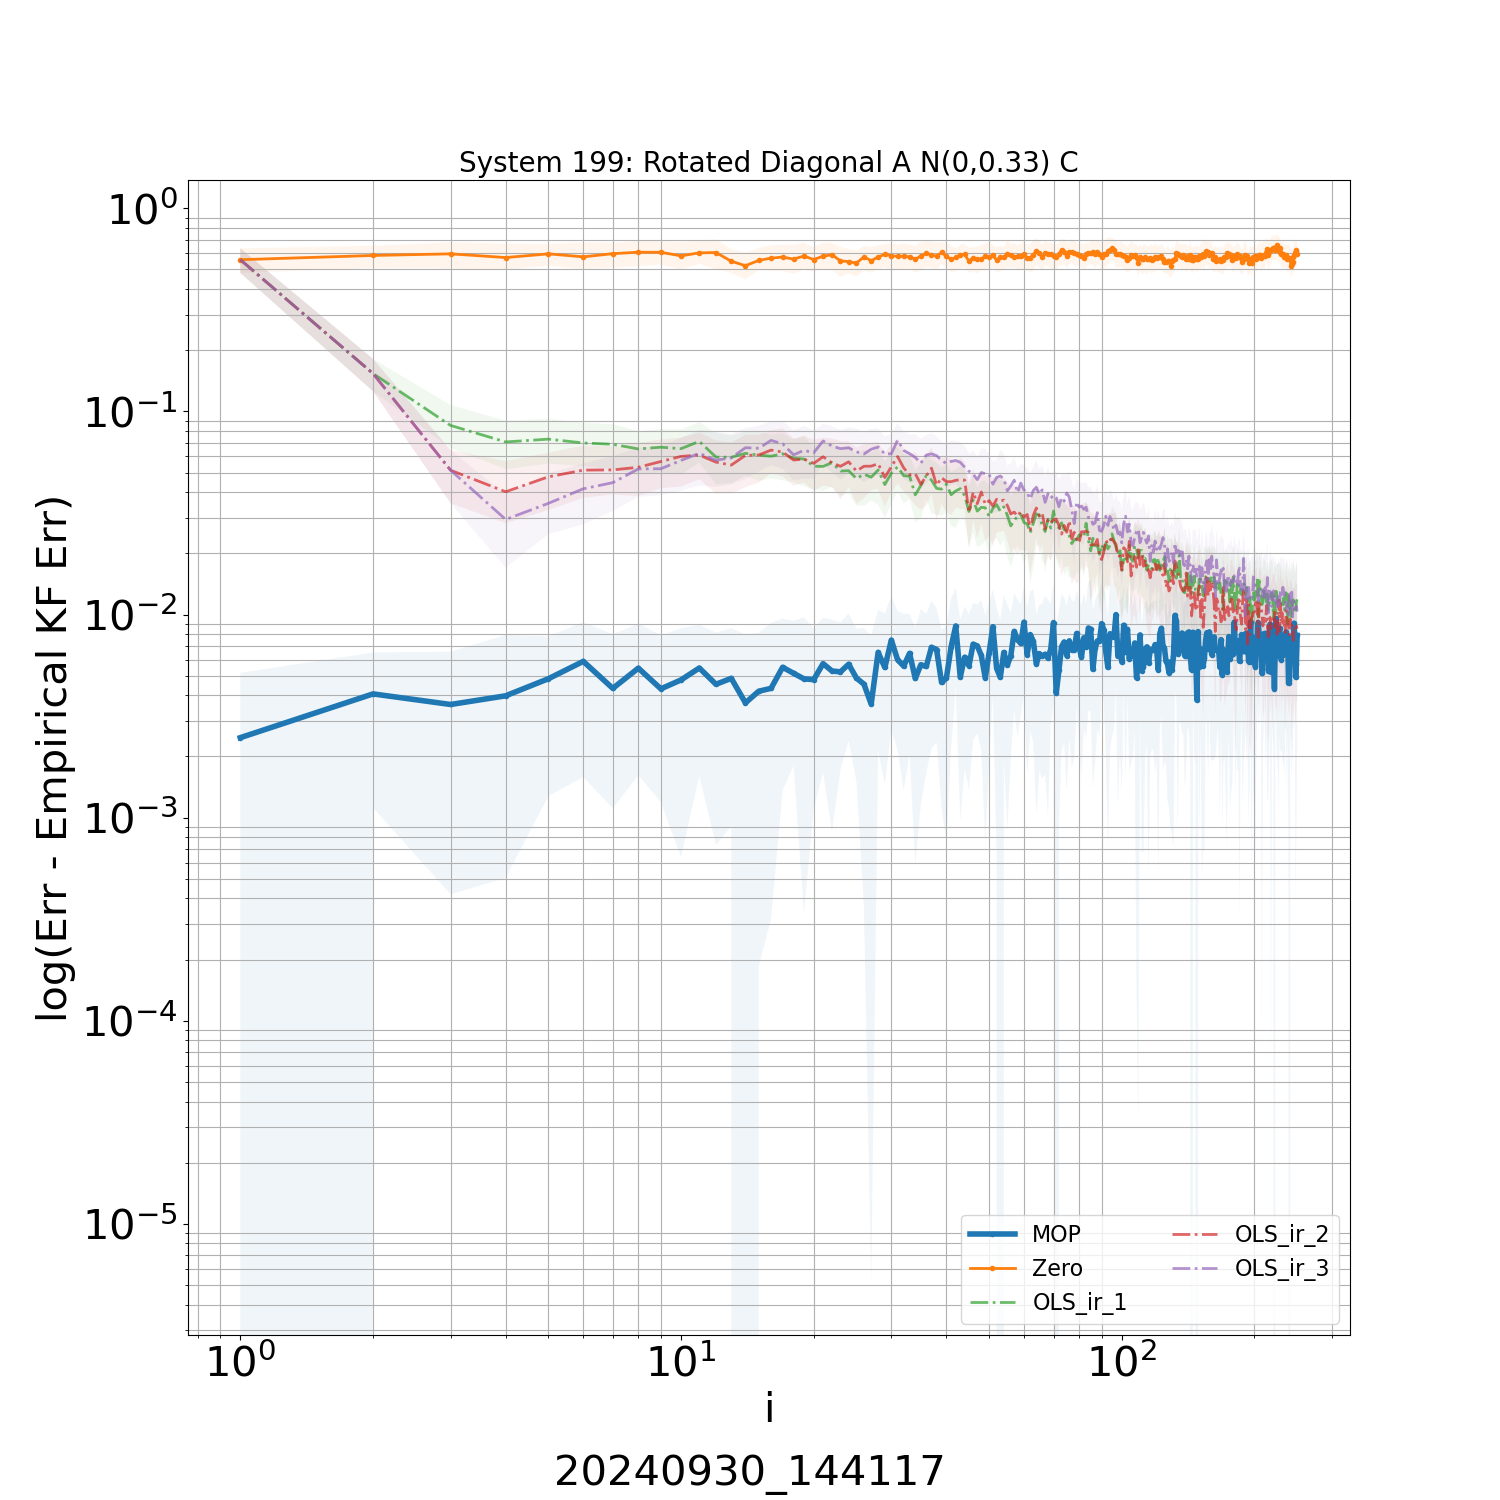 System 199: Rotated Diagonal A N(0,0.33) C
log(Err - Empirical KF Err)
10^0
10^-1
10^-2
10^-3
10^-4
10^-5
10^0 10^1 10^2
i
MOP
Zero
OLS_ir_1
OLS_ir_2
OLS_ir_3
20240930_144117